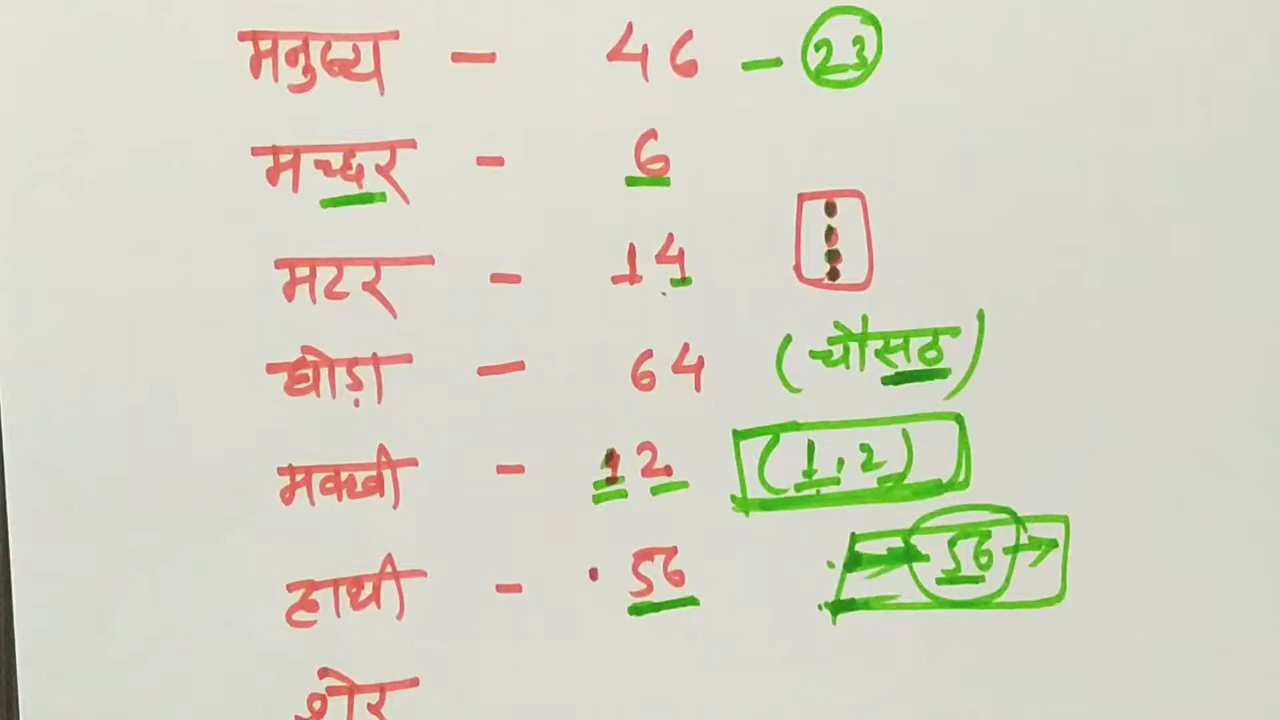 मनुष्य - 46 - 23
मच्छर - 6
मटर - 14
घोड़ा - 64 (चौसठ)
मक्खी - 12 (1,2)
हाथी - 56 → 56 →
शेर